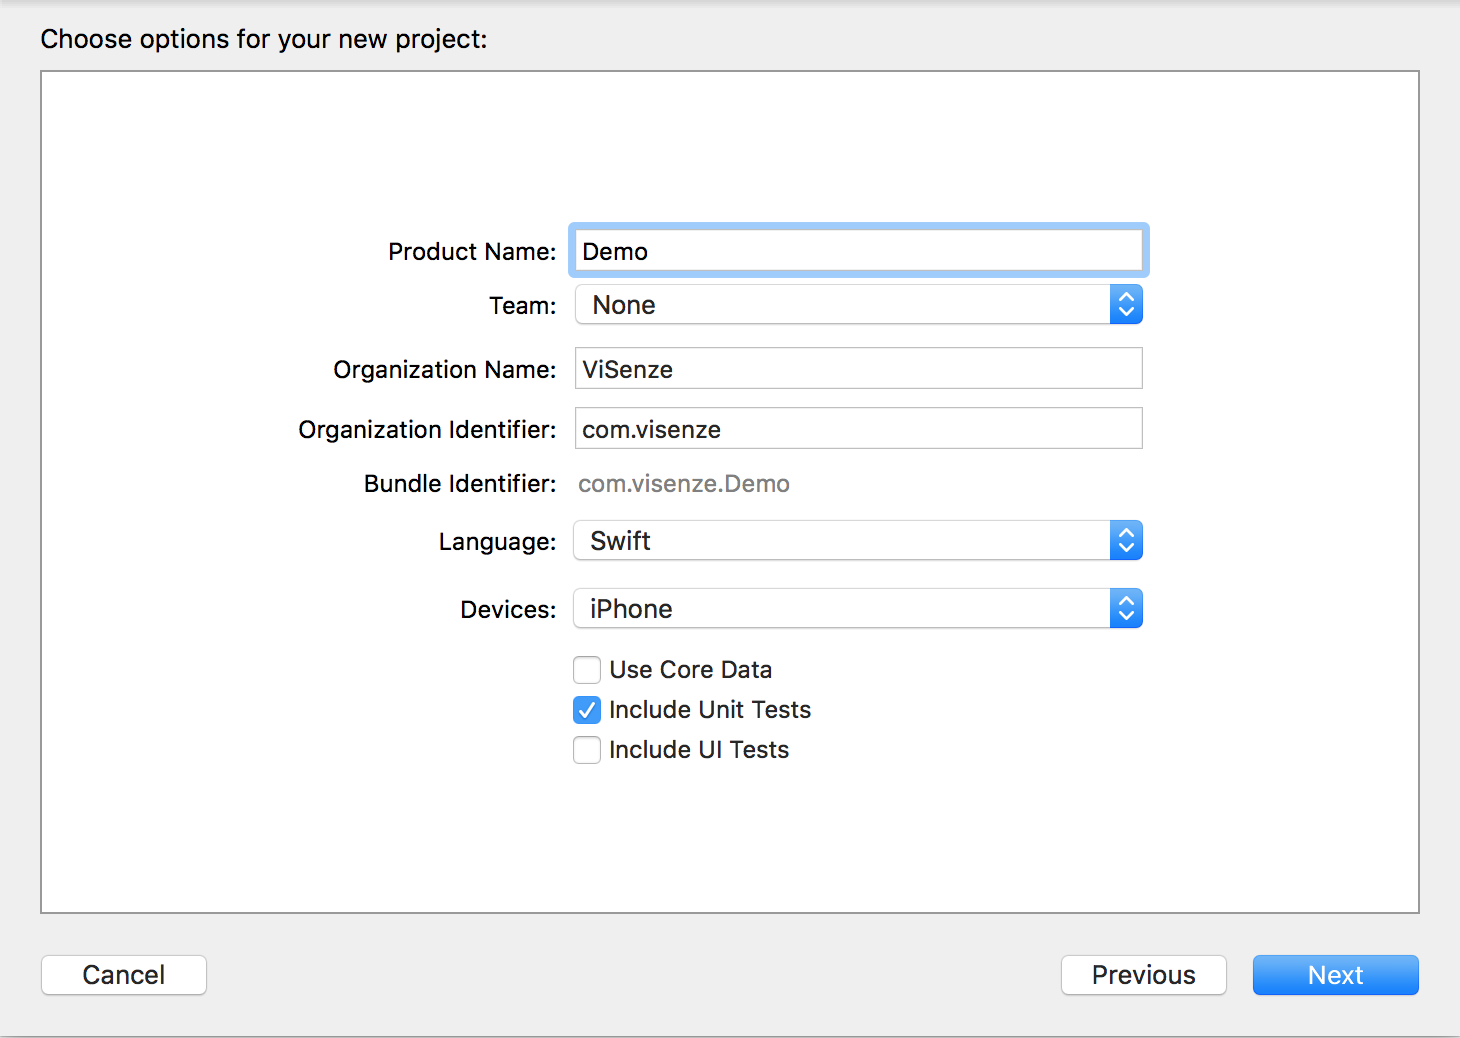 Choose options for your new project:
Product Name: Demo
Team: None
Organization Name: ViSenze
Organization Identifier: com.visenze
Bundle Identifier: com.visenze.Demo
Language: Swift
Devices: iPhone
Use Core Data
Include Unit Tests
Include UI Tests
Cancel Previous Next